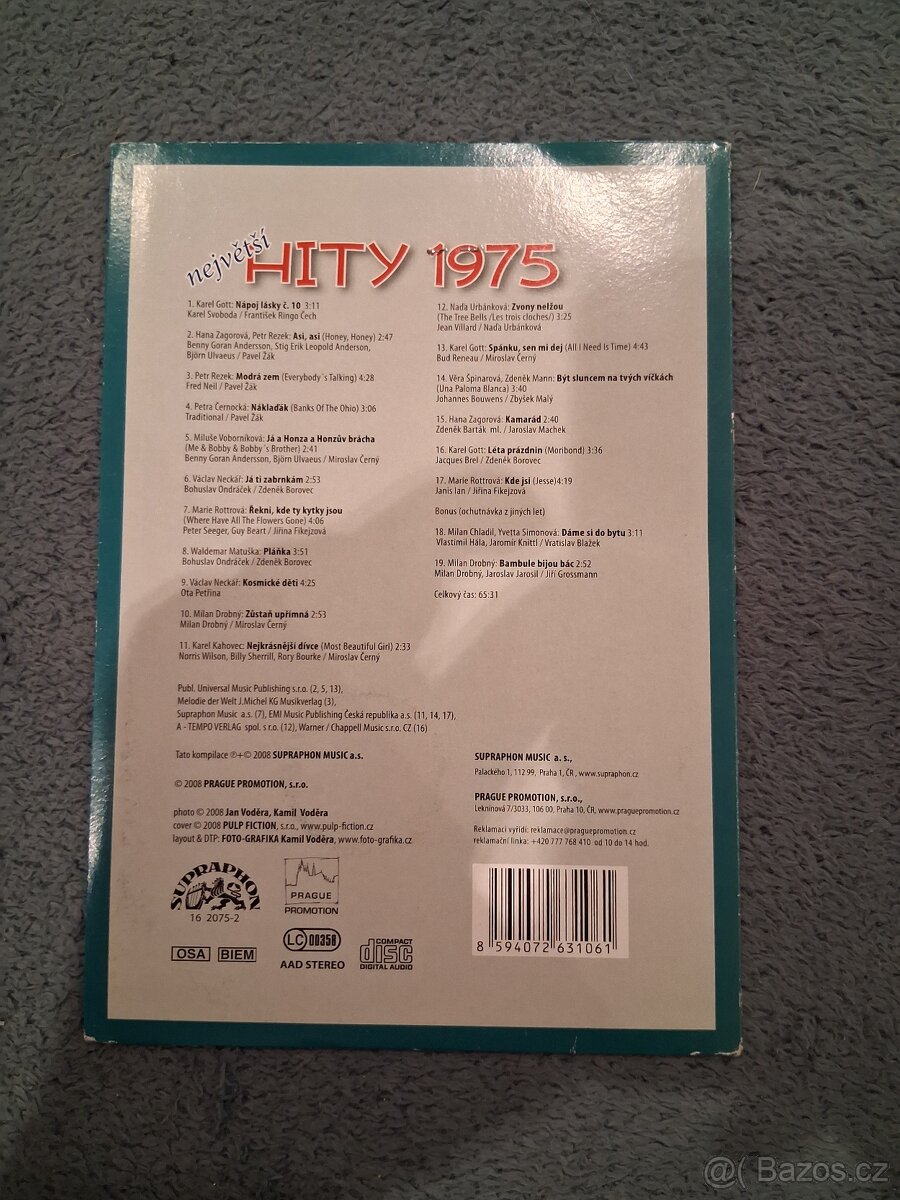 největší
HITY 1975
1. Karel Gott: Nápoj lásky č. 10 3:11
Karel Svoboda / František Ringo Čech
2. Hana Zagorová, Petr Rezek: Asi, asi (Honey, Honey) 2:47
Benny Goran Andersson, Stig Erik Leopold Anderson,
Björn Ulvaeus / Pavel Žák
3. Petr Rezek: Modrá zem (Everybody´s Talking) 4:28
Fred Neil / Pavel Žák
4. Petra Černocká: Náklaďák (Banks Of The Ohio) 3:06
Traditional / Pavel Žák
5. Miluše Voborníková: Já a Honza a Honzův brácha
(Me & Bobby & Bobby´s Brother) 2:41
Benny Goran Andersson, Björn Ulvaeus / Miroslav Černý
6. Václav Neckář: Já ti zabrnkám 2:53
Bohuslav Ondráček / Zdeněk Borovec
7. Marie Rottrová: Řekni, kde ty kytky jsou
(Where Have All The Flowers Gone) 4:06
Peter Seeger, Guy Beart / Jiřina Fikejzová
8. Waldemar Matuška: Pláňka 3:51
Bohuslav Ondráček / Zdeněk Borovec
9. Václav Neckář: Kosmické děti 4:25
Ota Petřina
10. Milan Drobný: Zůstaň upřímná 2:53
Milan Drobný / Miroslav Černý
11. Karel Kahovec: Nejkrásnější dívce (Most Beautiful Girl) 2:33
Norris Wilson, Billy Sherrill, Rory Bourke / Miroslav Černý
12. Naďa Urbánková: Zvony nelžou
(The Tree Bells /Les trois cloches/) 3:25
Jean Villard / Naďa Urbánková
13. Karel Gott: Spánku, sen mi dej (All I Need Is Time) 4:43
Bud Reneau / Miroslav Černý
14. Věra Špinarová, Zdeněk Mann: Být sluncem na tvých víčkách
(Una Paloma Blanca) 3:40
Johannes Bouwens / Zbyšek Malý
15. Hana Zagorová: Kamarád 2:40
Zdeněk Barták ml. / Jaroslav Machek
16. Karel Gott: Léta prázdnin (Moribond) 3:36
Jacques Brel / Zdeněk Borovec
17. Marie Rottrová: Kde jsi (Jesse)4:19
Janis Ian / Jiřina Fikejzová
Bonus (ochutnávka z jiných let)
18. Milan Chladil, Yvetta Simonová: Dáme si do bytu 3:11
Vlastimil Hála, Jaromír Knittl / Vratislav Blažek
19. Milan Drobný: Bambule bijou bác 2:52
Milan Drobný, Jaroslav Jarosil / Jiří Grossmann
Celkový čas: 65:31
Publ. Universal Music Publishing s.r.o. (2, 5, 13),
Melodie der Welt J.Michel KG Musikverlag (3),
Supraphon Music a.s. (7), EMI Music Publishing Česká republika a.s. (11, 14, 17),
A - TEMPO VERLAG spol. s r.o. (12), Warner / Chappell Music s.r.o. CZ (16)
Tato kompilace ℗+© 2008 SUPRAPHON MUSIC a.s.
© 2008 PRAGUE PROMOTION, s.r.o.
photo © 2008 Jan Voděra, Kamil Voděra
cover © 2008 PULP FICTION, s.r.o., www.pulp-fiction.cz
layout & DTP: FOTO-GRAFIKA Kamil Voděra, www.foto-grafika.cz
SUPRAPHON MUSIC a. s.,
Palackého 1, 112 99, Praha 1, ČR , www.supraphon.cz
PRAGUE PROMOTION, s.r.o.,
Lekninová 7/3033, 106 00, Praha 10, ČR, www.praguepromotion.cz
Reklamaci vyřídí: reklamace@praguepromotion.cz
reklamační linka: +420 777 768 410 od 10 do 14 hod.
SUPRAPHON
16 2075-2
PRAGUE
PROMOTION
OSA BIEM
LC 00358
AAD STEREO
COMPACT
disc
DIGITAL AUDIO
8 594072 631061
@( Bazos.cz